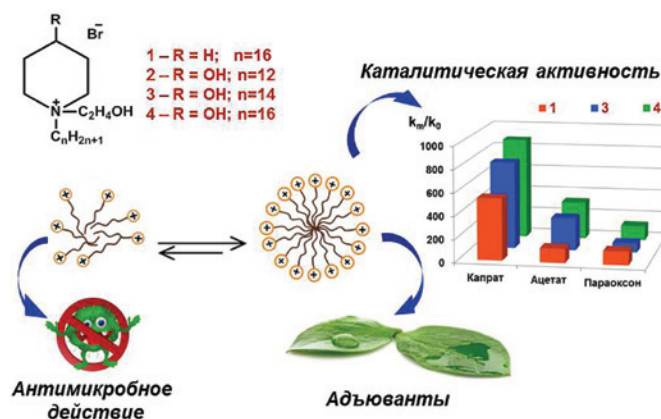 R
Br
1 – R = H; n=16
2 – R = OH; n=12
3 – R = OH; n=14
4 – R = OH; n=16
N+
C2H4OH
CnH2n+1
Каталитическая активность
km/k0
1 3 4
1000
800
600
400
200
0
Капрат Ацетат Параоксон
Антимикробное
действие
Адъюванты